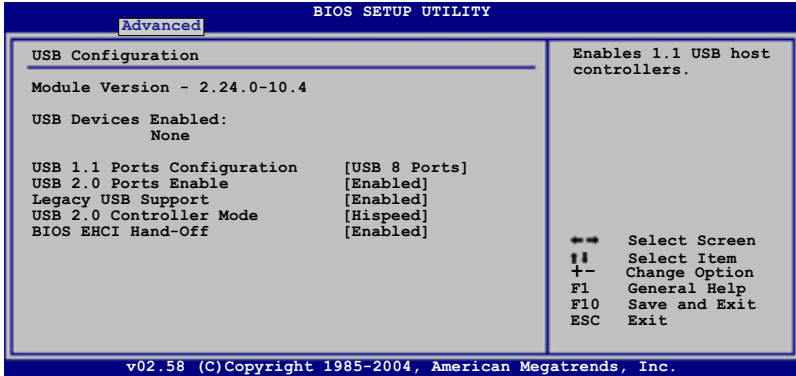 BIOS SETUP UTILITY
Advanced
USB Configuration
Module Version - 2.24.0-10.4
USB Devices Enabled:
None
USB 1.1 Ports Configuration [USB 8 Ports]
USB 2.0 Ports Enable [Enabled]
Legacy USB Support [Enabled]
USB 2.0 Controller Mode [Hispeed]
BIOS EHCI Hand-Off [Enabled]
Enables 1.1 USB host
controllers.
←→ Select Screen
↑↓ Select Item
+- Change Option
F1 General Help
F10 Save and Exit
ESC Exit
v02.58 (C)Copyright 1985-2004, American Megatrends, Inc.